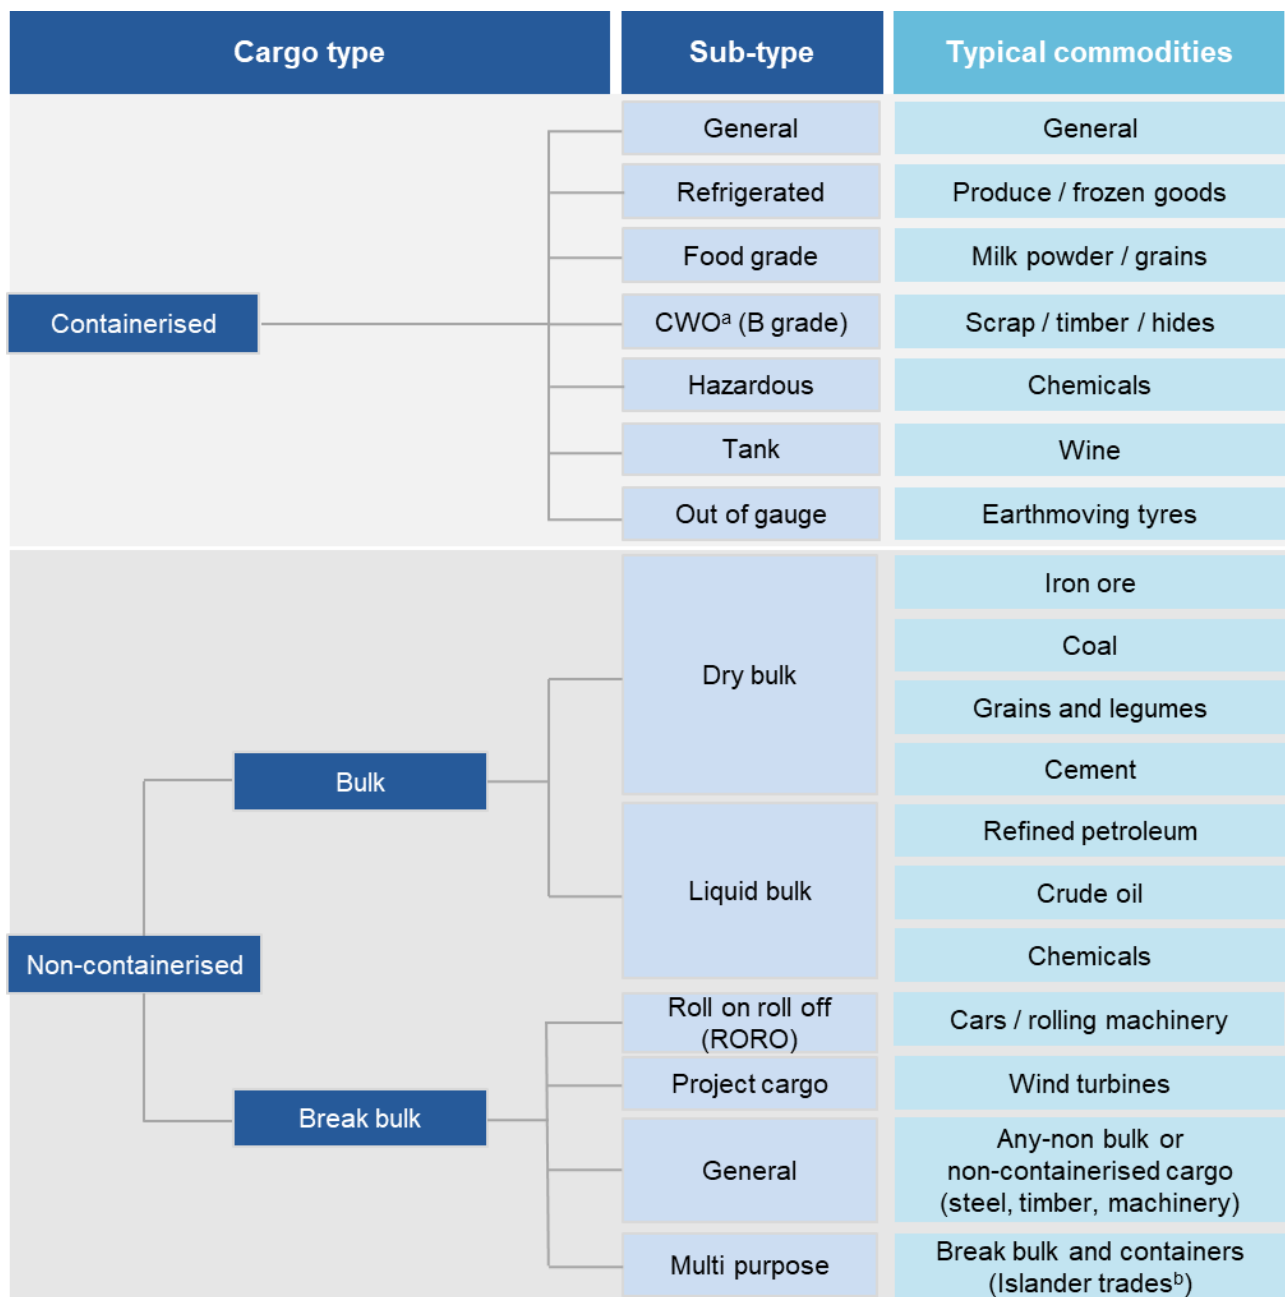 Cargo type
Sub-type
Typical commodities
Containerised
General
General
Refrigerated
Produce / frozen goods
Food grade
Milk powder / grains
CWOᵃ (B grade)
Scrap / timber / hides
Hazardous
Chemicals
Tank
Wine
Out of gauge
Earthmoving tyres
Non-containerised
Bulk
Dry bulk
Iron ore
Coal
Grains and legumes
Cement
Liquid bulk
Refined petroleum
Crude oil
Chemicals
Break bulk
Roll on roll off
(RORO)
Cars / rolling machinery
Project cargo
Wind turbines
General
Any-non bulk or
non-containerised cargo
(steel, timber, machinery)
Multi purpose
Break bulk and containers
(Islander tradesᵇ)